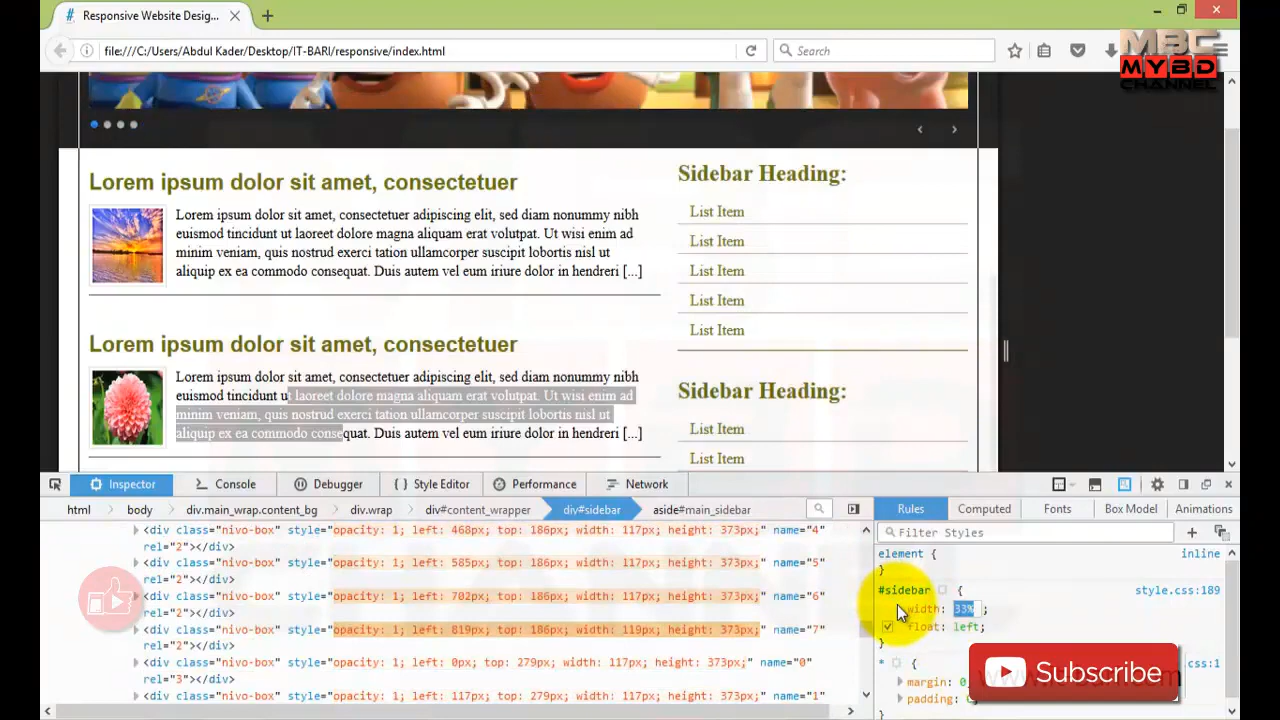 Responsive Website Desig...
file:///C:/Users/Abdul Kader/Desktop/IT-BARI/responsive/index.html
Search
MBC
MYBD
CHANNEL
Lorem ipsum dolor sit amet, consectetuer
Lorem ipsum dolor sit amet, consectetuer adipiscing elit, sed diam nonummy nibh
euismod tincidunt ut laoreet dolore magna aliquam erat volutpat. Ut wisi enim ad
minim veniam, quis nostrud exerci tation ullamcorper suscipit lobortis nisl ut
aliquip ex ea commodo consequat. Duis autem vel eum iriure dolor in hendreri [...]
Lorem ipsum dolor sit amet, consectetuer
Lorem ipsum dolor sit amet, consectetuer adipiscing elit, sed diam nonummy nibh
euismod tincidunt ut laoreet dolore magna aliquam erat volutpat. Ut wisi enim ad
minim veniam, quis nostrud exerci tation ullamcorper suscipit lobortis nisl ut
aliquip ex ea commodo consequat. Duis autem vel eum iriure dolor in hendreri [...]
Sidebar Heading:
List Item
List Item
List Item
List Item
List Item
Sidebar Heading:
List Item
List Item
Inspector Console Debugger Style Editor Performance Network
html body div.main_wrap.content_bg div.wrap div#content_wrapper div#sidebar aside#main_sidebar
<div class="nivo-box" style="opacity: 1; left: 468px; top: 186px; width: 117px; height: 373px;" name="4"
rel="2"></div>
<div class="nivo-box" style="opacity: 1; left: 585px; top: 186px; width: 117px; height: 373px;" name="5"
rel="2"></div>
<div class="nivo-box" style="opacity: 1; left: 702px; top: 186px; width: 117px; height: 373px;" name="6"
rel="2"></div>
<div class="nivo-box" style="opacity: 1; left: 819px; top: 186px; width: 119px; height: 373px;" name="7"
rel="2"></div>
<div class="nivo-box" style="opacity: 1; left: 0px; top: 279px; width: 117px; height: 373px;" name="0"
rel="3"></div>
<div class="nivo-box" style="opacity: 1; left: 117px; top: 279px; width: 117px; height: 373px;" name="1"
Rules Computed Fonts Box Model Animations
Filter Styles
element { inline
}
#sidebar { style.css:189
width: 33%;
float: left;
}
* { css:1
margin: 0
padding:
}
Subscribe